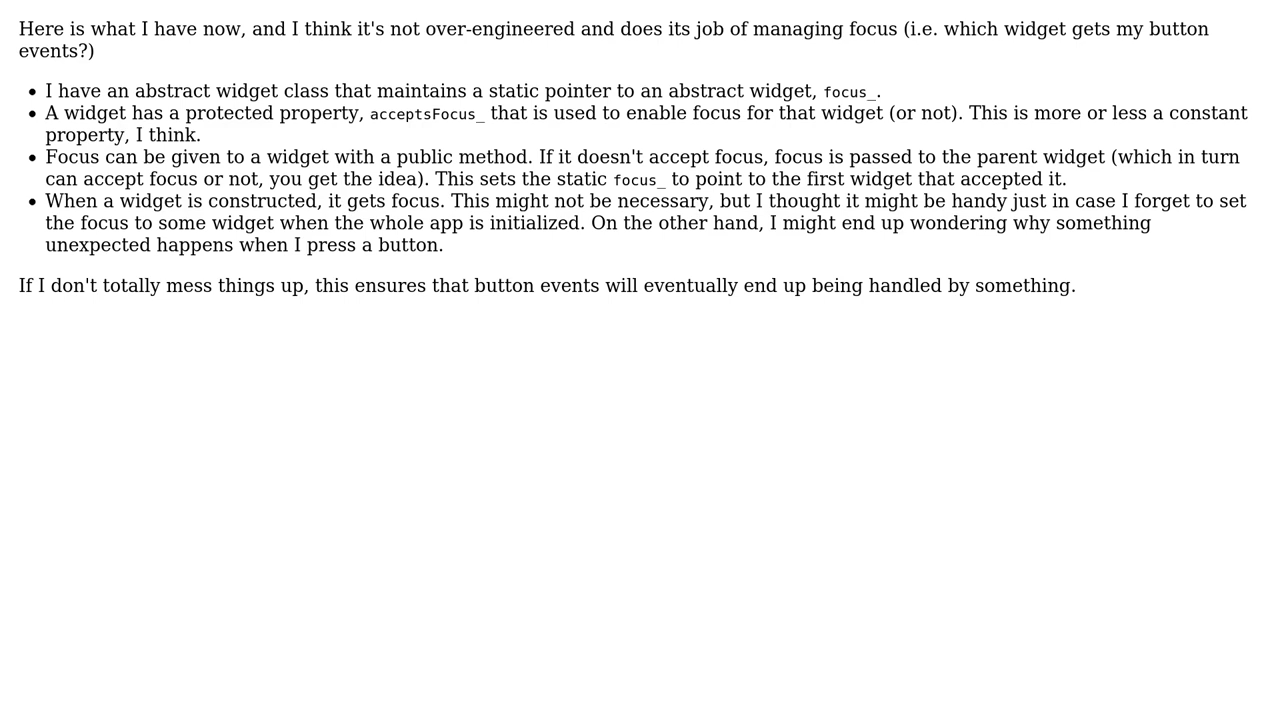 Here is what I have now, and I think it's not over-engineered and does its job of managing focus (i.e. which widget gets my button
events?)
• I have an abstract widget class that maintains a static pointer to an abstract widget, focus_.
• A widget has a protected property, acceptsFocus_ that is used to enable focus for that widget (or not). This is more or less a constant
property, I think.
• Focus can be given to a widget with a public method. If it doesn't accept focus, focus is passed to the parent widget (which in turn
can accept focus or not, you get the idea). This sets the static focus_ to point to the first widget that accepted it.
• When a widget is constructed, it gets focus. This might not be necessary, but I thought it might be handy just in case I forget to set
the focus to some widget when the whole app is initialized. On the other hand, I might end up wondering why something
unexpected happens when I press a button.
If I don't totally mess things up, this ensures that button events will eventually end up being handled by something.